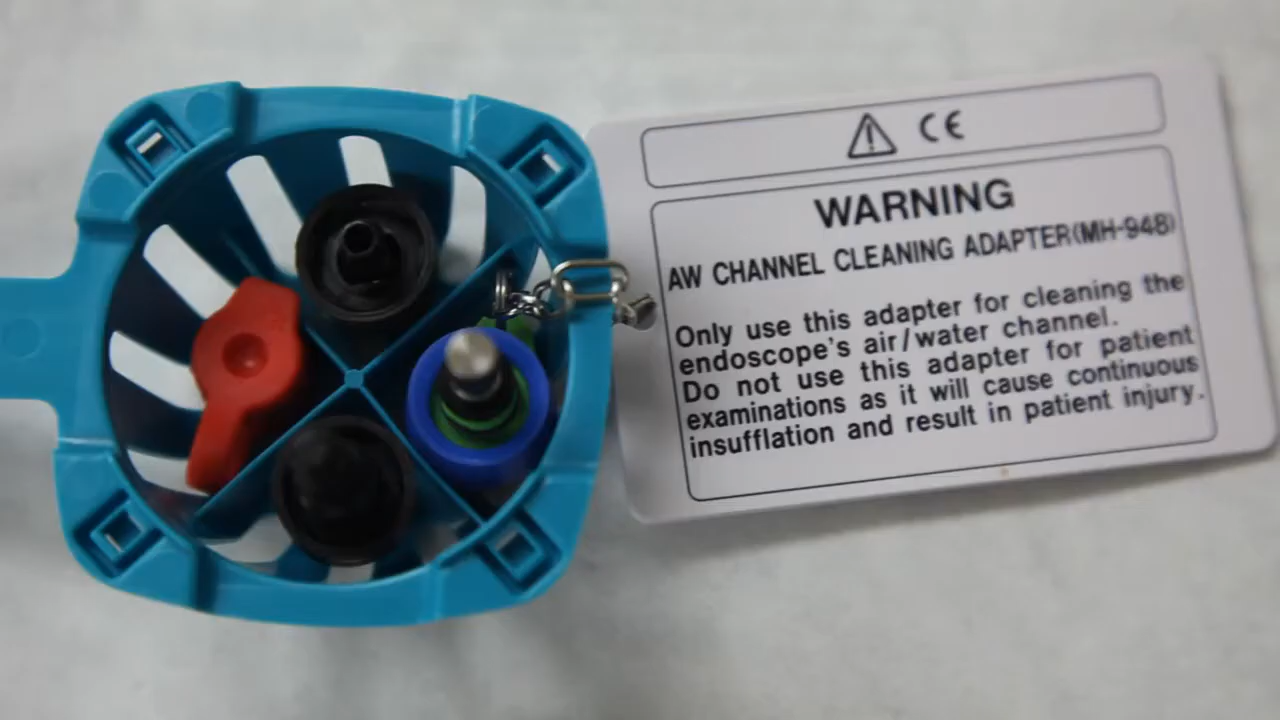 CE
WARNING
AW CHANNEL CLEANING ADAPTER(MH-948)
Only use this adapter for cleaning the
endoscope's air/water channel.
Do not use this adapter for patient
examinations as it will cause continuous
insufflation and result in patient injury.